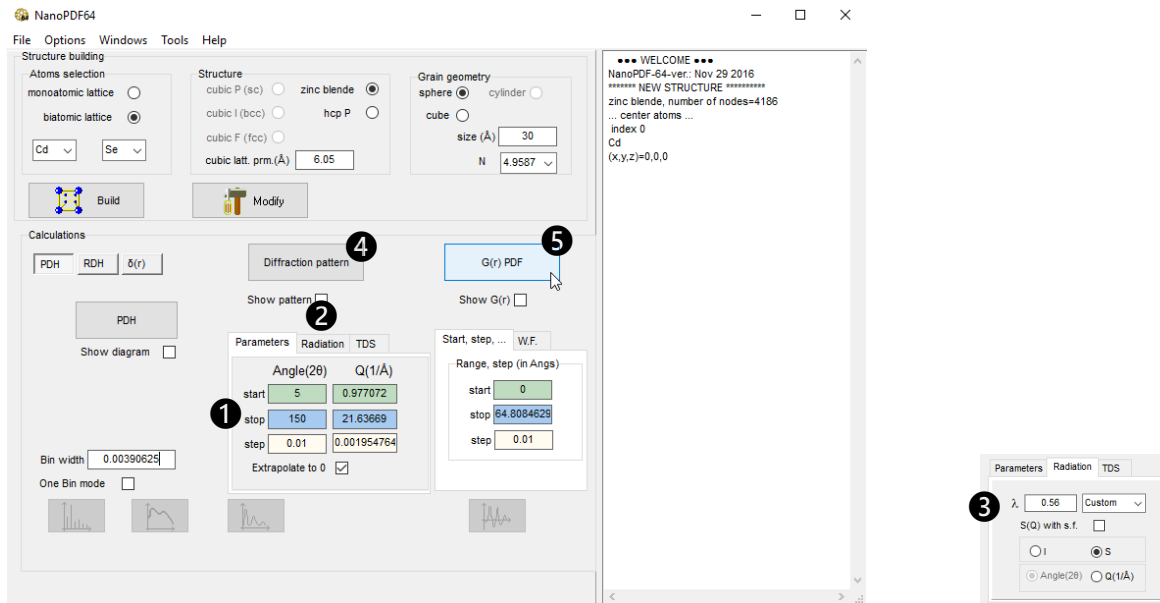 NanoPDF64
File Options Windows Tools Help
Structure building
Atoms selection
monoatomic lattice
biatomic lattice
Cd Se
Structure
cubic P (sc) zinc blende
cubic I (bcc) hcp P
cubic F (fcc)
cubic latt. prm.(Å) 6.05
Grain geometry
sphere cylinder
cube
size (Å) 30
N 4.9587
Build
Modify
Calculations
PDH RDH δ(r)
PDH
Show diagram
Bin width 0.00390625
One Bin mode
4
Diffraction pattern
Show pattern
2
Parameters Radiation TDS
Angle(2θ) Q(1/Å)
start 5 0.977072
1
stop 150 21.63669
step 0.01 0.001954764
Extrapolate to 0
5
G(r) PDF
Show G(r)
Start, step, ... W.F.
Range, step (in Angs)
start 0
stop 64.8084629
step 0.01
●●● WELCOME ●●●
NanoPDF-64-ver.: Nov 29 2016
******* NEW STRUCTURE **********
zinc blende, number of nodes=4186
... center atoms ...
index 0
Cd
(x,y,z)=0,0,0
Parameters Radiation TDS
3
λ 0.56 Custom
S(Q) with s.f.
I S
Angle(2θ) Q(1/Å)